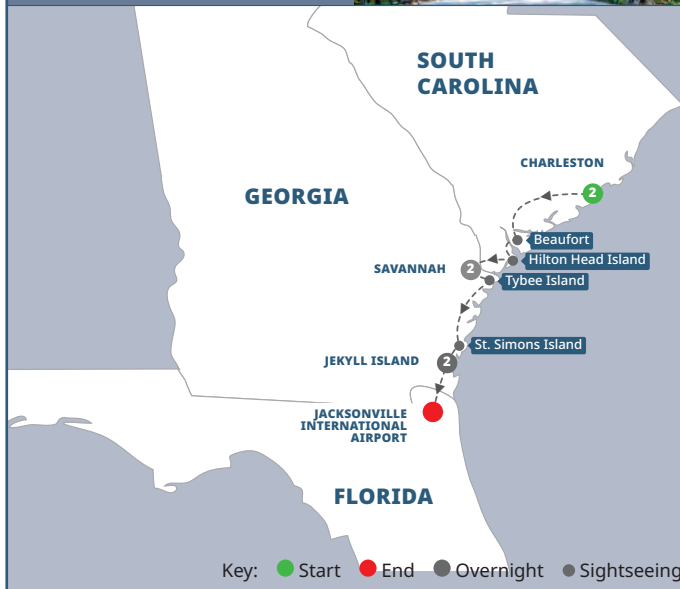 SOUTH
CAROLINA
CHARLESTON
2
GEORGIA
Beaufort
Hilton Head Island
SAVANNAH
2
Tybee Island
St. Simons Island
JEKYLL ISLAND
2
JACKSONVILLE
INTERNATIONAL
AIRPORT
FLORIDA
Key: Start End Overnight Sightseeing